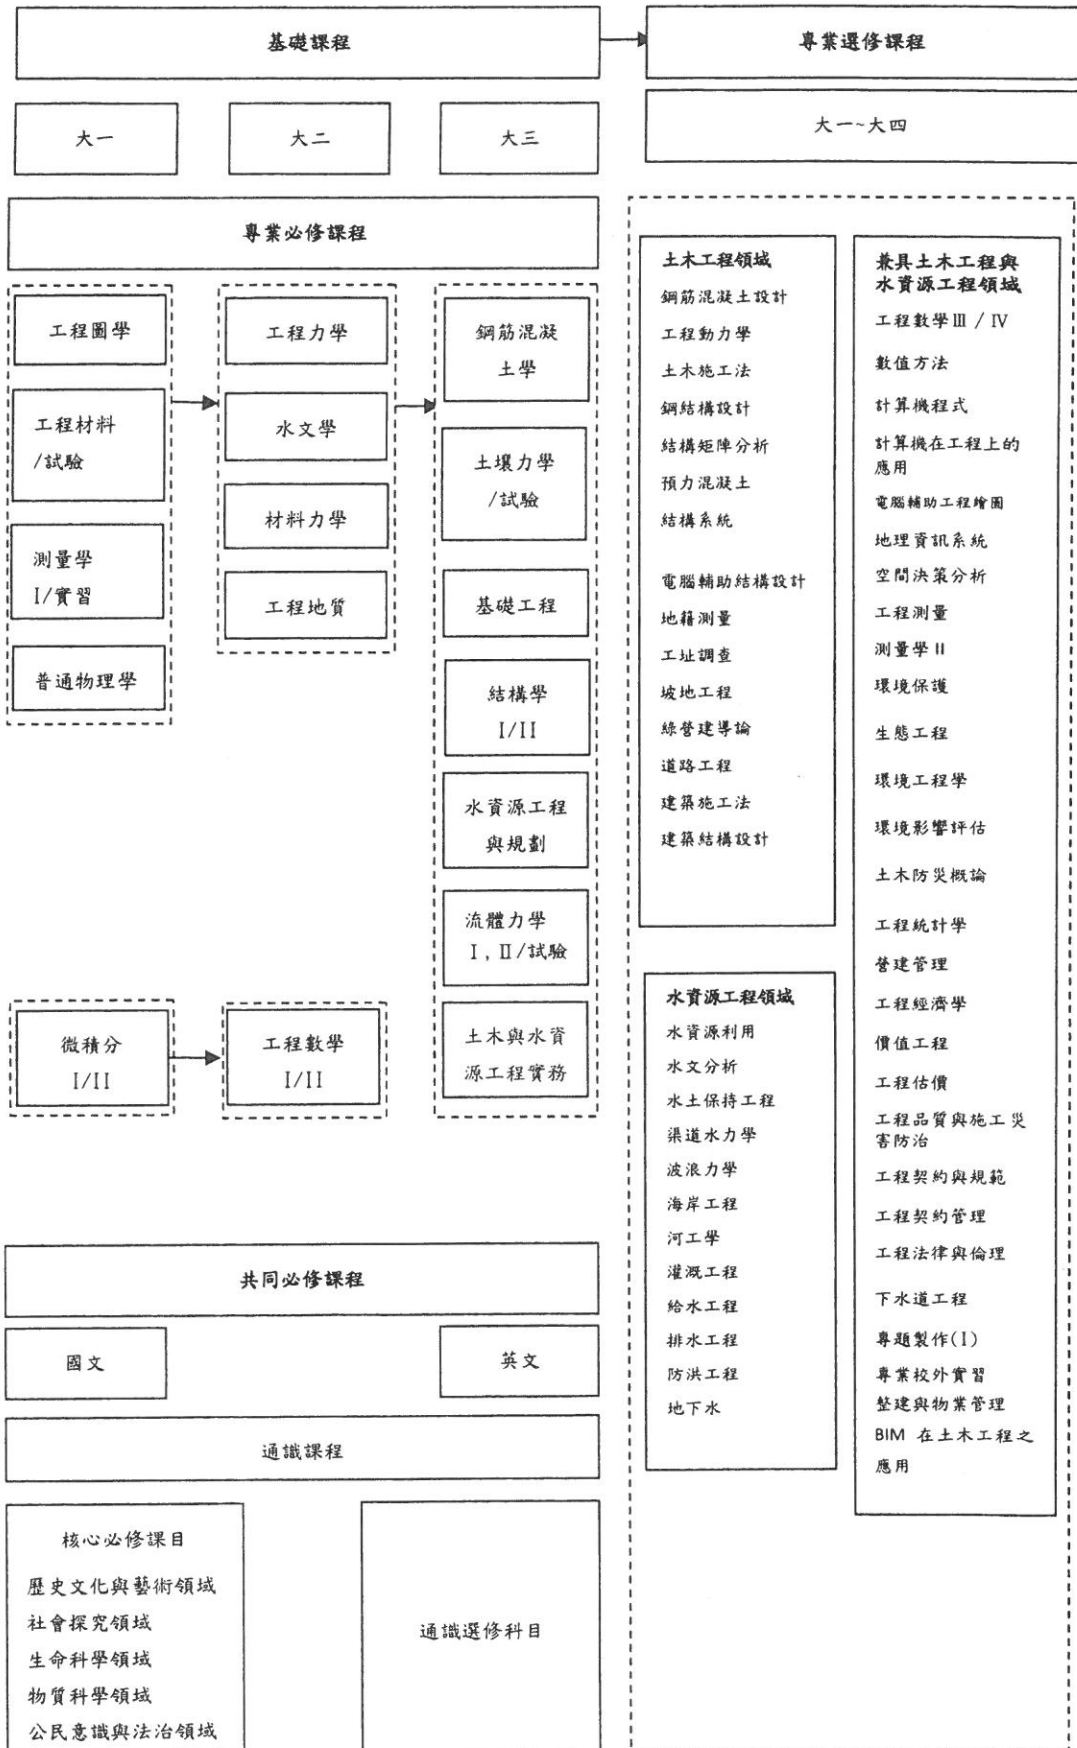 基礎課程
專業選修課程
大一
大二
大三
大一~大四
專業必修課程
工程圖學
工程材料
/試驗
測量學
I/實習
普通物理學
微積分
I/II
工程力學
水文學
材料力學
工程地質
工程數學
I/II
鋼筋混凝
土學
土壤力學
/試驗
基礎工程
結構學
I/II
水資源工程
與規劃
流體力學
I , II/試驗
土木與水資
源工程實務
共同必修課程
國文
英文
通識課程
核心必修課目
歷史文化與藝術領域
社會探究領域
生命科學領域
物質科學領域
公民意識與法治領域
通識選修科目
土木工程領域
鋼筋混凝土設計
工程動力學
土木施工法
鋼結構設計
結構矩陣分析
預力混凝土
結構系統
電腦輔助結構設計
地籍測量
工址調查
坡地工程
綠營建導論
道路工程
建築施工法
建築結構設計
水資源工程領域
水資源利用
水文分析
水土保持工程
渠道水力學
波浪力學
海岸工程
河工學
灌溉工程
給水工程
排水工程
防洪工程
地下水
兼具土木工程與
水資源工程領域
工程數學III / IV
數值方法
計算機程式
計算機在工程上的
應用
電腦輔助工程繪圖
地理資訊系統
空間決策分析
工程測量
測量學 II
環境保護
生態工程
環境工程學
環境影響評估
土木防災概論
工程統計學
營建管理
工程經濟學
價值工程
工程估價
工程品質與施工災
害防治
工程契約與規範
工程契約管理
工程法律與倫理
下水道工程
專題製作(I)
專業校外實習
整建與物業管理
BIM 在土木工程之
應用